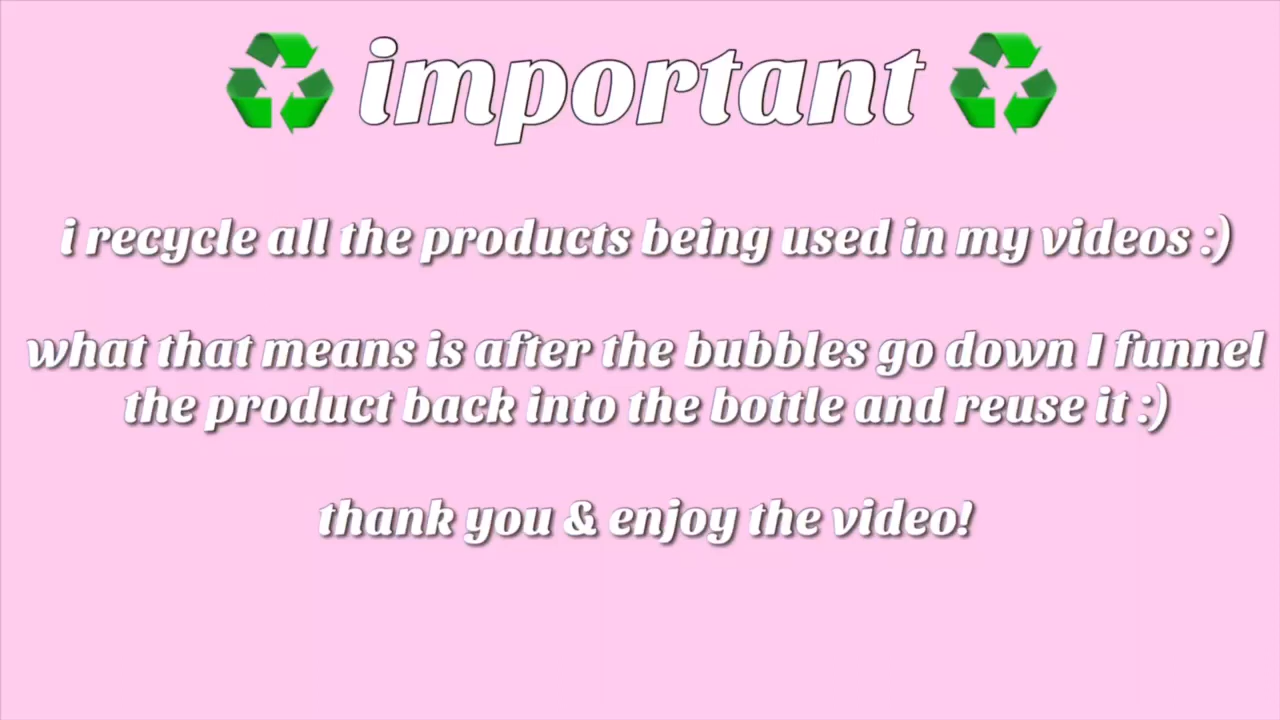 ♻️ important ♻️
i recycle all the products being used in my videos :)
what that means is after the bubbles go down I funnel
the product back into the bottle and reuse it :)
thank you & enjoy the video!